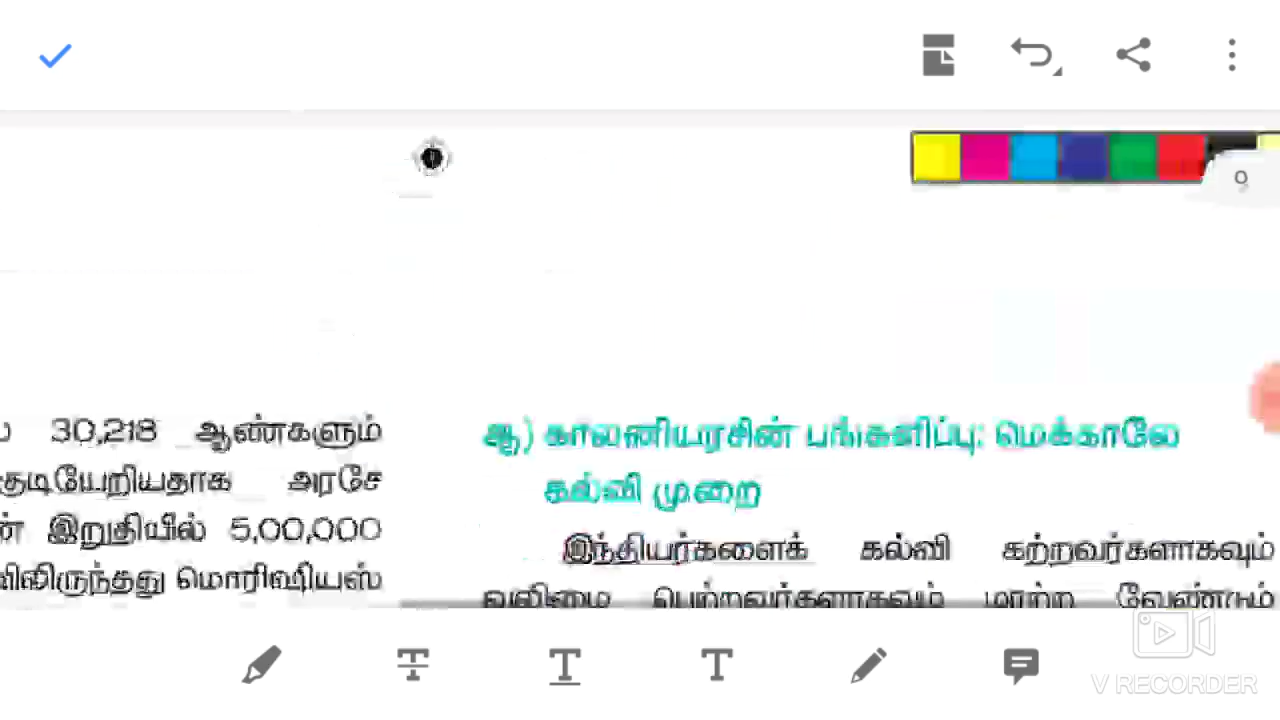 9
30,218 ஆண்களும்
குடியேறியதாக அரசே
இறுதியில் 5,00,000
மொரிஷியஸ்
ஆ) காலனியரசின் பங்களிப்பு: மெக்காலே
கல்வி முறை
இந்தியர்களைக் கல்வி கற்றவர்களாகவும்
வலிமை பெற்றவர்களாகவும் மாற்ற வேண்டும்
V RECORDER